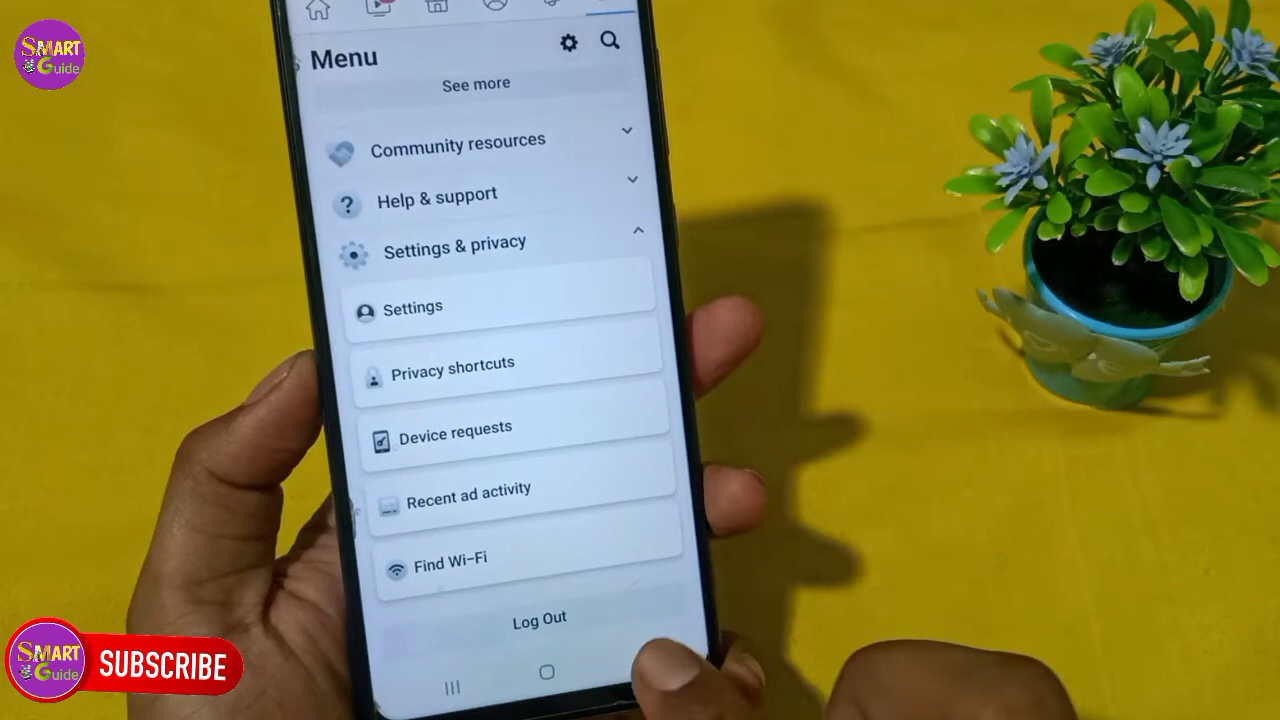 SMART
Guide
Menu
See more
Community resources
?
Help & support
Settings & privacy
Settings
Privacy shortcuts
Device requests
Recent ad activity
Find Wi-Fi
Log Out
SMART
Guide
SUBSCRIBE